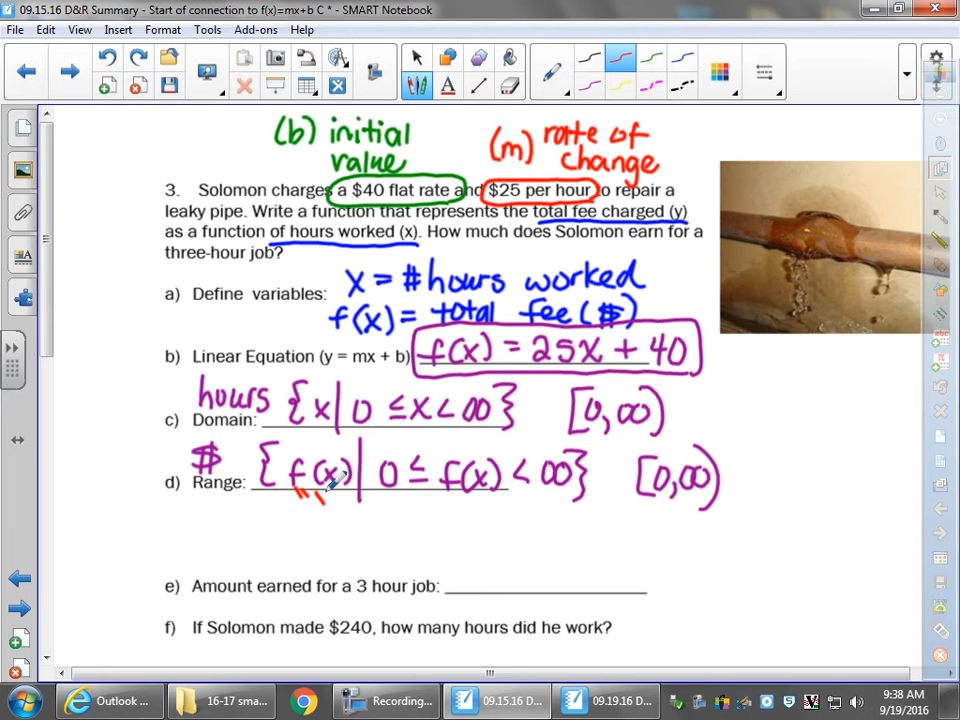 09.15.16 D&R Summary - Start of connection to f(x)=mx+b C * - SMART Notebook
File Edit View Insert Format Tools Add-ons Help
(b) initial value
(m) rate of change
3. Solomon charges a $40 flat rate and $25 per hour to repair a
leaky pipe. Write a function that represents the total fee charged (y)
as a function of hours worked (x). How much does Solomon earn for a
three-hour job?
a) Define variables: x = # hours worked
f(x) = total fee ($)
b) Linear Equation (y = mx + b) f(x) = 25x + 40
hours {x| 0 ≤ x < ∞} [0,∞)
c) Domain:
$ { f(x)| 0 ≤ f(x) < ∞} [0,∞)
d) Range:
e) Amount earned for a 3 hour job:
f) If Solomon made $240, how many hours did he work?
Outlook ... 16-17 sma... Recording... 09.15.16 D... 09.19.16 D... 9:38 AM
9/19/2016